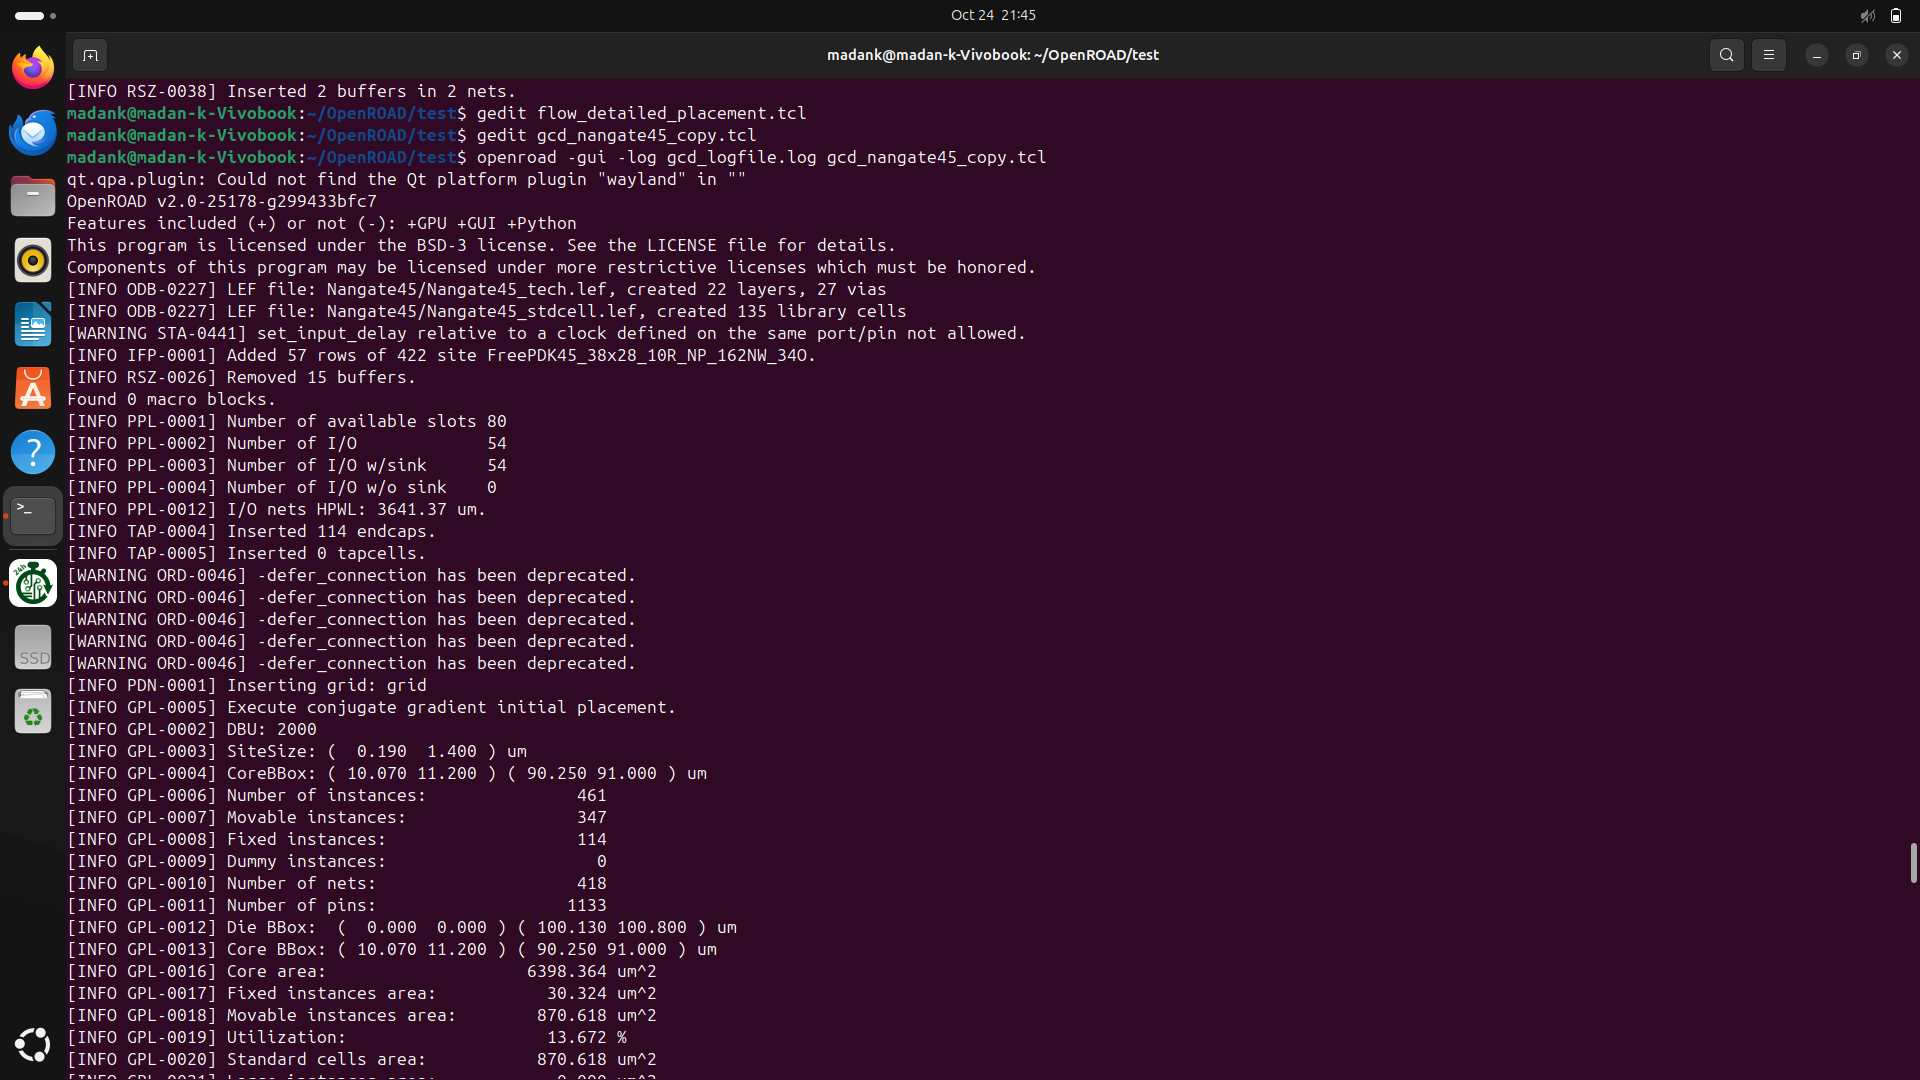 Oct 24 21:45
madank@madan-k-Vivobook: ~/OpenROAD/test
[INFO RSZ-0038] Inserted 2 buffers in 2 nets.
madank@madan-k-Vivobook:~/OpenROAD/test$ gedit flow_detailed_placement.tcl
madank@madan-k-Vivobook:~/OpenROAD/test$ gedit gcd_nangate45_copy.tcl
madank@madan-k-Vivobook:~/OpenROAD/test$ openroad -gui -log gcd_logfile.log gcd_nangate45_copy.tcl
qt.qpa.plugin: Could not find the Qt platform plugin "wayland" in ""
OpenROAD v2.0-25178-g299433bfc7
Features included (+) or not (-): +GPU +GUI +Python
This program is licensed under the BSD-3 license. See the LICENSE file for details.
Components of this program may be licensed under more restrictive licenses which must be honored.
[INFO ODB-0227] LEF file: Nangate45/Nangate45_tech.lef, created 22 layers, 27 vias
[INFO ODB-0227] LEF file: Nangate45/Nangate45_stdcell.lef, created 135 library cells
[WARNING STA-0441] set_input_delay relative to a clock defined on the same port/pin not allowed.
[INFO IFP-0001] Added 57 rows of 422 site FreePDK45_38x28_10R_NP_162NW_34O.
[INFO RSZ-0026] Removed 15 buffers.
Found 0 macro blocks.
[INFO PPL-0001] Number of available slots 80
[INFO PPL-0002] Number of I/O             54
[INFO PPL-0003] Number of I/O w/sink      54
[INFO PPL-0004] Number of I/O w/o sink    0
[INFO PPL-0012] I/O nets HPWL: 3641.37 um.
[INFO TAP-0004] Inserted 114 endcaps.
[INFO TAP-0005] Inserted 0 tapcells.
[WARNING ORD-0046] -defer_connection has been deprecated.
[WARNING ORD-0046] -defer_connection has been deprecated.
[WARNING ORD-0046] -defer_connection has been deprecated.
[WARNING ORD-0046] -defer_connection has been deprecated.
[WARNING ORD-0046] -defer_connection has been deprecated.
[INFO PDN-0001] Inserting grid: grid
[INFO GPL-0005] Execute conjugate gradient initial placement.
[INFO GPL-0002] DBU: 2000
[INFO GPL-0003] SiteSize: (  0.190  1.400 ) um
[INFO GPL-0004] CoreBBox: ( 10.070 11.200 ) ( 90.250 91.000 ) um
[INFO GPL-0006] Number of instances:               461
[INFO GPL-0007] Movable instances:                 347
[INFO GPL-0008] Fixed instances:                   114
[INFO GPL-0009] Dummy instances:                     0
[INFO GPL-0010] Number of nets:                    418
[INFO GPL-0011] Number of pins:                   1133
[INFO GPL-0012] Die BBox:  (  0.000  0.000 ) ( 100.130 100.800 ) um
[INFO GPL-0013] Core BBox: ( 10.070 11.200 ) ( 90.250 91.000 ) um
[INFO GPL-0016] Core area:                    6398.364 um^2
[INFO GPL-0017] Fixed instances area:           30.324 um^2
[INFO GPL-0018] Movable instances area:        870.618 um^2
[INFO GPL-0019] Utilization:                    13.672 %
[INFO GPL-0020] Standard cells area:           870.618 um^2
24h
SSD